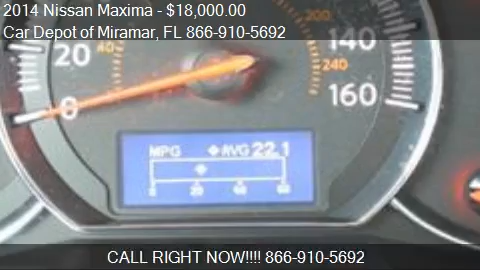 2014 Nissan Maxima - $18,000.00
Car Depot of Miramar, FL 866-910-5692
200
20 40 140
240
0 160
MPG AVG 22.1
0 20 40 60
CALL RIGHT NOW!!!! 866-910-5692